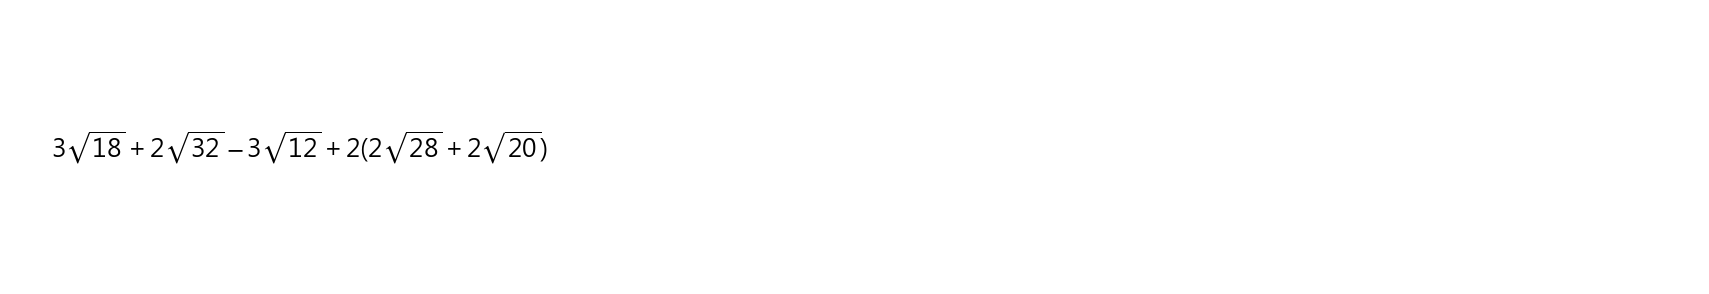 3√18 + 2√32 – 3√12 + 2(2√28 + 2√20)